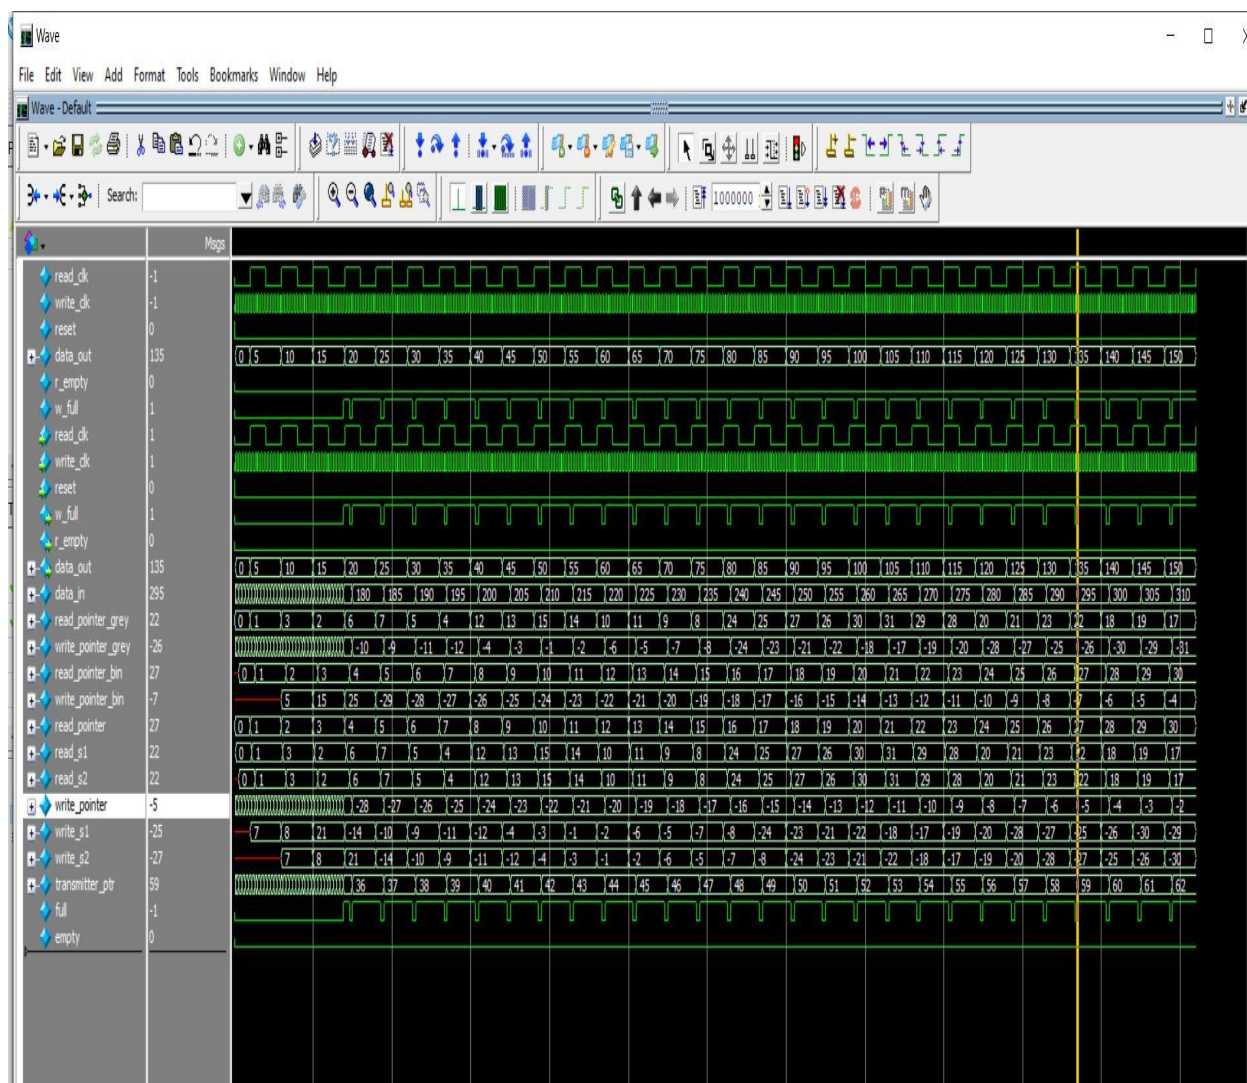 Wave
File Edit View Add Format Tools Bookmarks Window Help
Wave - Default
Search: 1000000
Msgs
read_clk -1
write_clk -1
reset 0
data_out 135 0 5 10 15 20 25 30 35 40 45 50 55 60 65 70 75 80 85 90 95 100 105 110 115 120 125 130 135 140 145 150
r_empty 0
w_full 1
read_clk 1
write_clk 1
reset 0
w_full 1
r_empty 0
data_out 135 0 5 10 15 20 25 30 35 40 45 50 55 60 65 70 75 80 85 90 95 100 105 110 115 120 125 130 135 140 145 150
data_in 295 180 185 190 195 200 205 210 215 220 225 230 235 240 245 250 255 260 265 270 275 280 285 290 295 300 305 310
read_pointer_grey 22 0 1 3 2 6 7 5 4 12 13 15 14 10 11 9 8 24 25 27 26 30 31 29 28 20 21 23 22 18 19 17
write_pointer_grey -26 -10 -9 -11 -12 -4 -3 -1 -2 -6 -5 -7 -8 -24 -23 -21 -22 -18 -17 -19 -20 -28 -27 -25 -26 -30 -29 -31
read_pointer_bin 27 0 1 2 3 4 5 6 7 8 9 10 11 12 13 14 15 16 17 18 19 20 21 22 23 24 25 26 27 28 29 30
write_pointer_bin -7 5 15 25 -29 -28 -27 -26 -25 -24 -23 -22 -21 -20 -19 -18 -17 -16 -15 -14 -13 -12 -11 -10 -9 -8 -7 -6 -5 -4
read_pointer 27 0 1 2 3 4 5 6 7 8 9 10 11 12 13 14 15 16 17 18 19 20 21 22 23 24 25 26 27 28 29 30
read_s1 22 0 1 3 2 6 7 5 4 12 13 15 14 10 11 9 8 24 25 27 26 30 31 29 28 20 21 23 22 18 19 17
read_s2 22 0 1 3 2 6 7 5 4 12 13 15 14 10 11 9 8 24 25 27 26 30 31 29 28 20 21 23 22 18 19 17
write_pointer -5 -28 -27 -26 -25 -24 -23 -22 -21 -20 -19 -18 -17 -16 -15 -14 -13 -12 -11 -10 -9 -8 -7 -6 -5 -4 -3 -2
write_s1 -25 7 8 21 -14 -10 -9 -11 -12 -4 -3 -1 -2 -6 -5 -7 -8 -24 -23 -21 -22 -18 -17 -19 -20 -28 -27 -25 -26 -30 -29
write_s2 -27 7 8 21 -14 -10 -9 -11 -12 -4 -3 -1 -2 -6 -5 -7 -8 -24 -23 -21 -22 -18 -17 -19 -20 -28 -27 -25 -26 -30
transmitter_ptr 59 36 37 38 39 40 41 42 43 44 45 46 47 48 49 50 51 52 53 54 55 56 57 58 59 60 61 62
full -1
empty 0